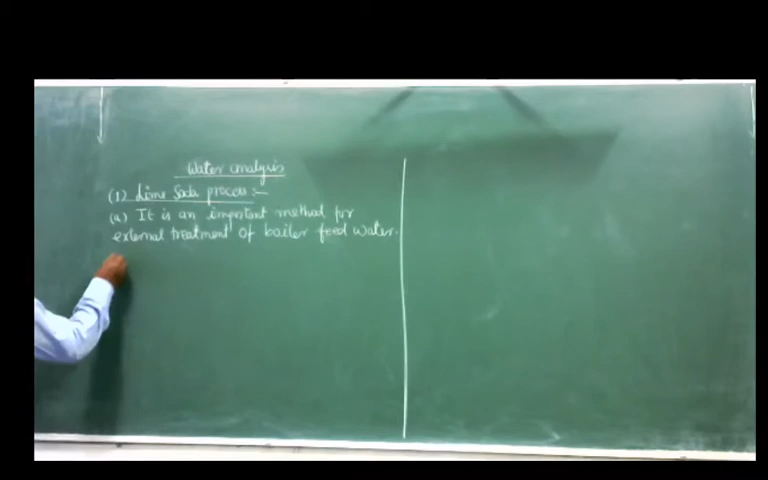 Water analysis
(1) Lime Soda process :-
(a) It is an important method for
external treatment of boiler feed water.